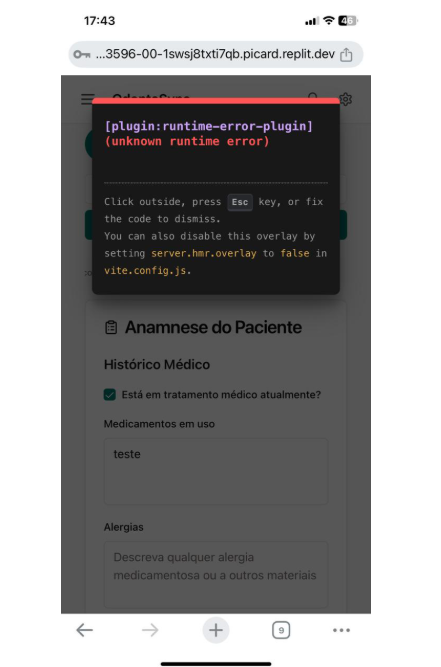 17:43
46
...3596-00-1swsj8txti7qb.picard.replit.dev
[plugin:runtime-error-plugin]
(unknown runtime error)
Click outside, press Esc key, or fix
the code to dismiss.
You can also disable this overlay by
setting server.hmr.overlay to false in
vite.config.js.
Anamnese do Paciente
Histórico Médico
Está em tratamento médico atualmente?
Medicamentos em uso
teste
Alergias
Descreva qualquer alergia
medicamentosa ou a outros materiais
9